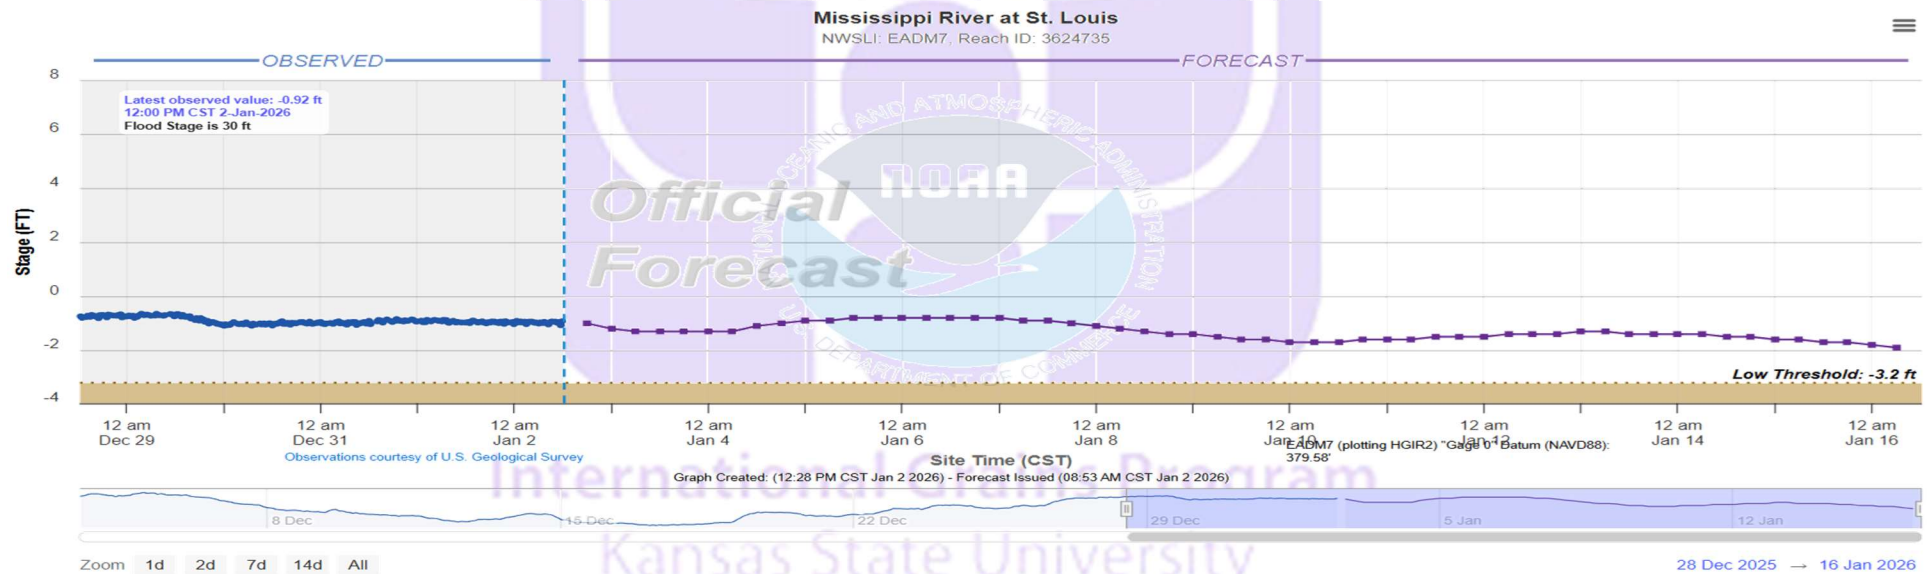 Mississippi River at St. Louis
NWSLI: EADM7, Reach ID: 3624735
OBSERVED
FORECAST
Latest observed value: -0.92 ft
12:00 PM CST 2-Jan-2026
Flood Stage is 30 ft
8
6
4
2
0
-2
-4
Stage (FT)
Official
Forecast
NATIONAL OCEANIC AND ATMOSPHERIC ADMINISTRATION
NOAA
U.S. DEPARTMENT OF COMMERCE
Low Threshold: -3.2 ft
12 am 12 am 12 am 12 am 12 am 12 am 12 am 12 am 12 am 12 am
Dec 29 Dec 31 Jan 2 Jan 4 Jan 6 Jan 8 Jan 10 Jan 12 Jan 14 Jan 16
EADM7 (plotting HGIR2) "Gage 0" Datum (NAVD88):
379.58'
Observations courtesy of U.S. Geological Survey
Site Time (CST)
International Grains Program
Graph Created: (12:28 PM CST Jan 2 2026) - Forecast Issued (08:53 AM CST Jan 2 2026)
8 Dec 15 Dec 22 Dec 29 Dec 5 Jan 12 Jan
Kansas State University
Zoom 1d 2d 7d 14d All
28 Dec 2025 → 16 Jan 2026